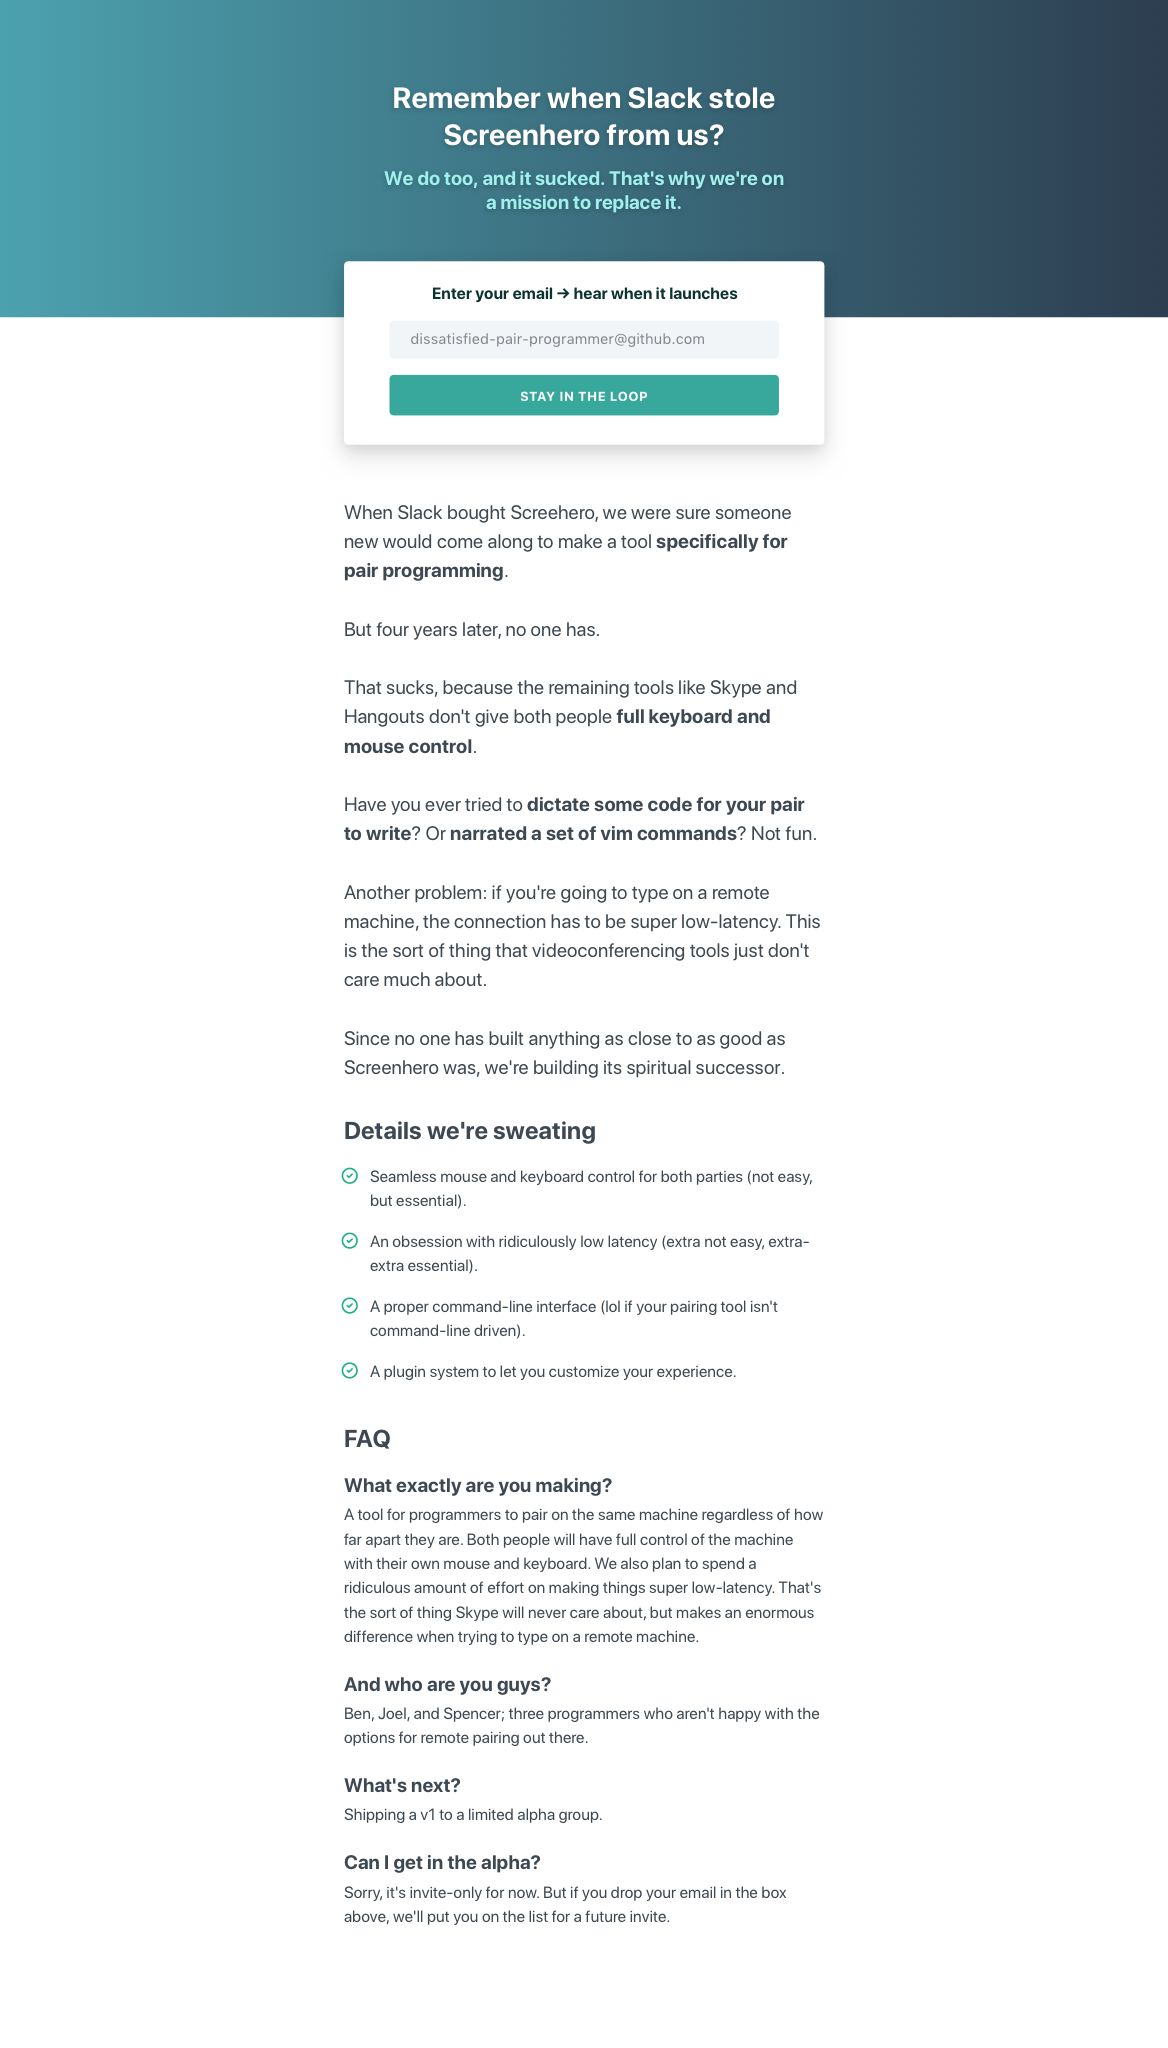 Remember when Slack stole
Screenhero from us?
We do too, and it sucked. That's why we're on
a mission to replace it.
Enter your email → hear when it launches
dissatisfied-pair-programmer@github.com
STAY IN THE LOOP
When Slack bought Screehero, we were sure someone
new would come along to make a tool specifically for
pair programming.
But four years later, no one has.
That sucks, because the remaining tools like Skype and
Hangouts don't give both people full keyboard and
mouse control.
Have you ever tried to dictate some code for your pair
to write? Or narrated a set of vim commands? Not fun.
Another problem: if you're going to type on a remote
machine, the connection has to be super low-latency. This
is the sort of thing that videoconferencing tools just don't
care much about.
Since no one has built anything as close to as good as
Screenhero was, we're building its spiritual successor.
Details we're sweating
Seamless mouse and keyboard control for both parties (not easy,
but essential).
An obsession with ridiculously low latency (extra not easy, extra-
extra essential).
A proper command-line interface (lol if your pairing tool isn't
command-line driven).
A plugin system to let you customize your experience.
FAQ
What exactly are you making?
A tool for programmers to pair on the same machine regardless of how
far apart they are. Both people will have full control of the machine
with their own mouse and keyboard. We also plan to spend a
ridiculous amount of effort on making things super low-latency. That's
the sort of thing Skype will never care about, but makes an enormous
difference when trying to type on a remote machine.
And who are you guys?
Ben, Joel, and Spencer; three programmers who aren't happy with the
options for remote pairing out there.
What's next?
Shipping a v1 to a limited alpha group.
Can I get in the alpha?
Sorry, it's invite-only for now. But if you drop your email in the box
above, we'll put you on the list for a future invite.